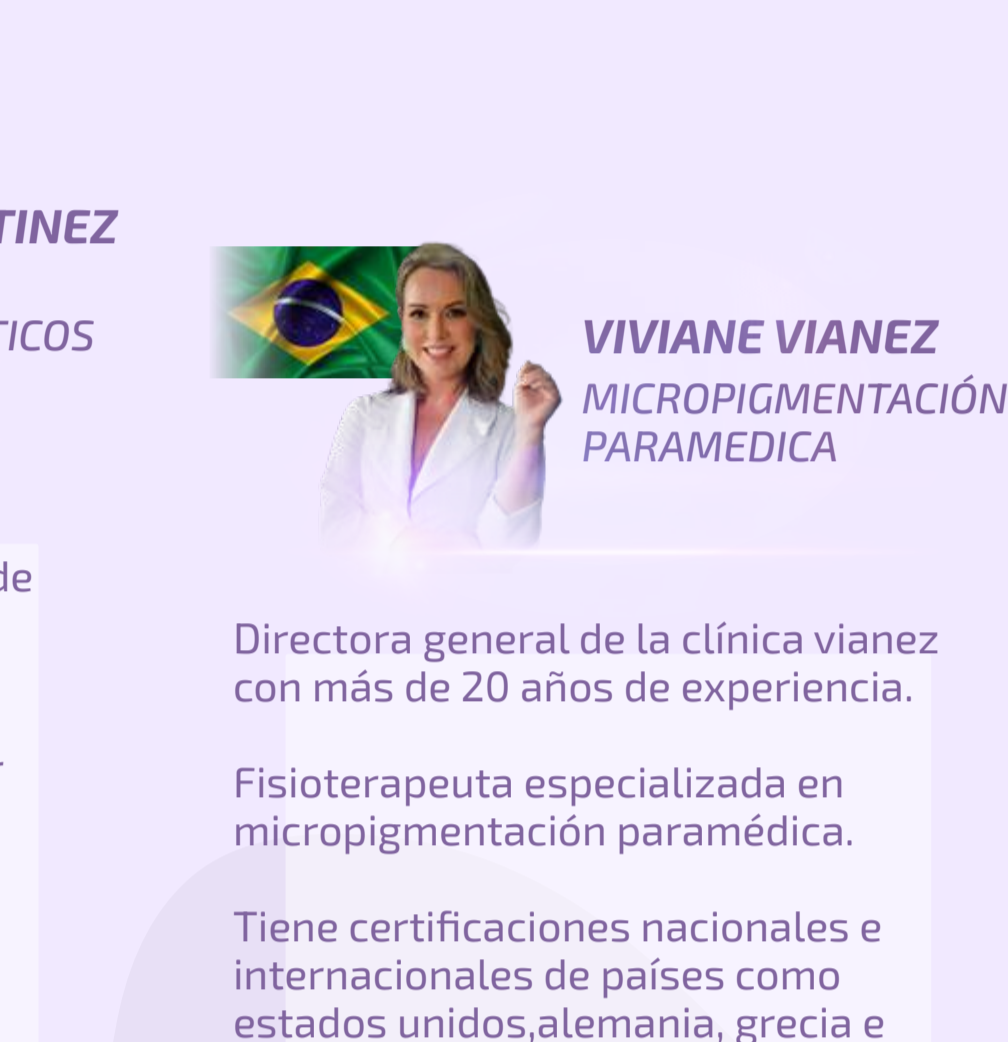 TINEZ
TICOS
de
VIVIANE VIANEZ
MICROPIGMENTACIÓN
PARAMEDICA
Directora general de la clínica vianez
con más de 20 años de experiencia.
Fisioterapeuta especializada en
micropigmentación paramédica.
Tiene certificaciones nacionales e
internacionales de países como
estados unidos,alemania, grecia e